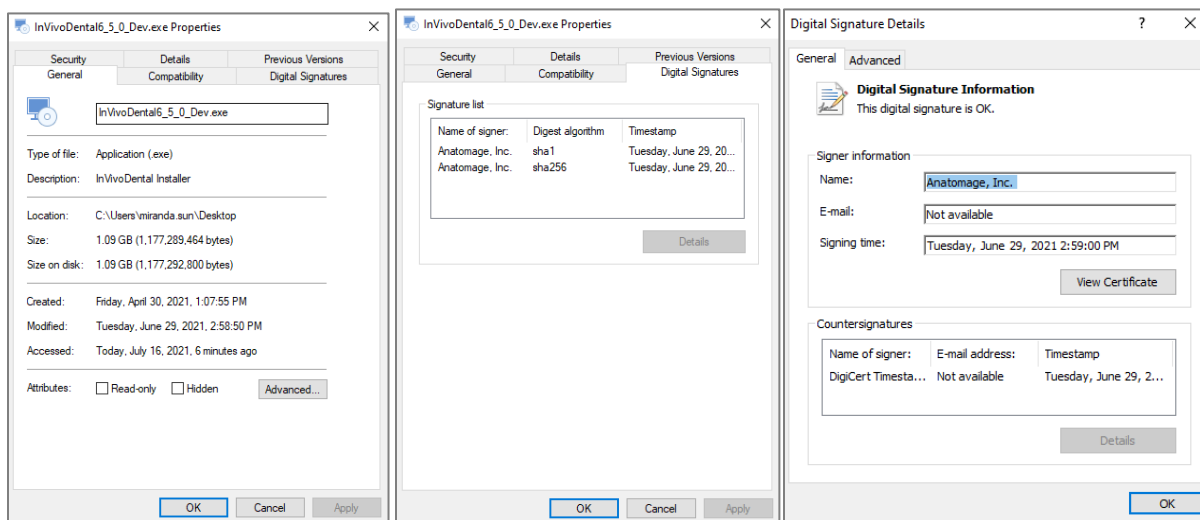 InVivoDental6_5_0_Dev.exe Properties
Security Details Previous Versions
General Compatibility Digital Signatures
InVivoDental6_5_0_Dev.exe
Type of file: Application (.exe)
Description: InVivoDental Installer
Location: C:\Users\miranda.sun\Desktop
Size: 1.09 GB (1,177,289,464 bytes)
Size on disk: 1.09 GB (1,177,292,800 bytes)
Created: Friday, April 30, 2021, 1:07:55 PM
Modified: Tuesday, June 29, 2021, 2:58:50 PM
Accessed: Today, July 16, 2021, 6 minutes ago
Attributes: Read-only Hidden Advanced...
OK Cancel Apply
InVivoDental6_5_0_Dev.exe Properties
Security Details Previous Versions
General Compatibility Digital Signatures
Signature list
Name of signer: Digest algorithm Timestamp
Anatomage, Inc. sha1 Tuesday, June 29, 20...
Anatomage, Inc. sha256 Tuesday, June 29, 20...
Details
OK Cancel Apply
Digital Signature Details ?
General Advanced
Digital Signature Information
This digital signature is OK.
Signer information
Name: Anatomage, Inc.
E-mail: Not available
Signing time: Tuesday, June 29, 2021 2:59:00 PM
View Certificate
Countersignatures
Name of signer: E-mail address: Timestamp
DigiCert Timesta... Not available Tuesday, June 29, 2...
Details
OK